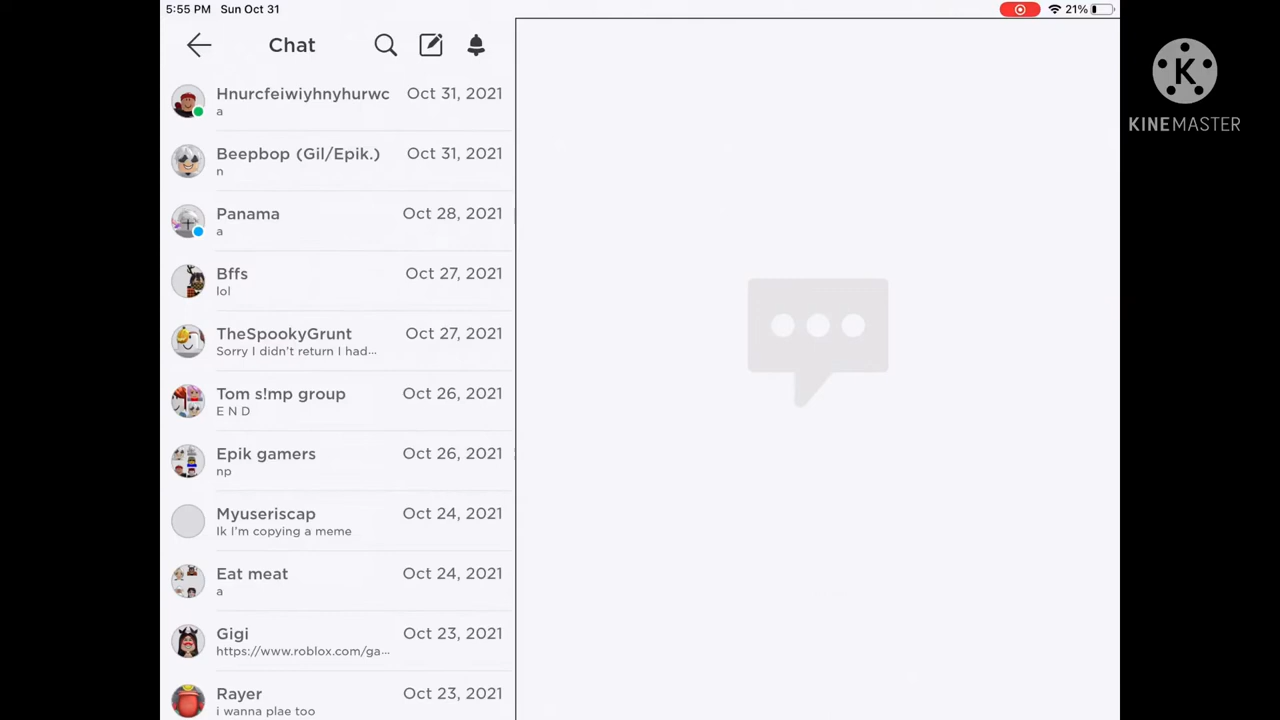 5:55 PM Sun Oct 31 21%
Chat
Hnurcfeiwiyhnyhurwc Oct 31, 2021
a
Beepbop (Gil/Epik.) Oct 31, 2021
n
Panama Oct 28, 2021
a
Bffs Oct 27, 2021
lol
TheSpookyGrunt Oct 27, 2021
Sorry I didn't return I had...
Tom s!mp group Oct 26, 2021
E N D
Epik gamers Oct 26, 2021
np
Myuseriscap Oct 24, 2021
Ik I'm copying a meme
Eat meat Oct 24, 2021
a
Gigi Oct 23, 2021
https://www.roblox.com/ga...
Rayer Oct 23, 2021
i wanna plae too
K
KINEMASTER